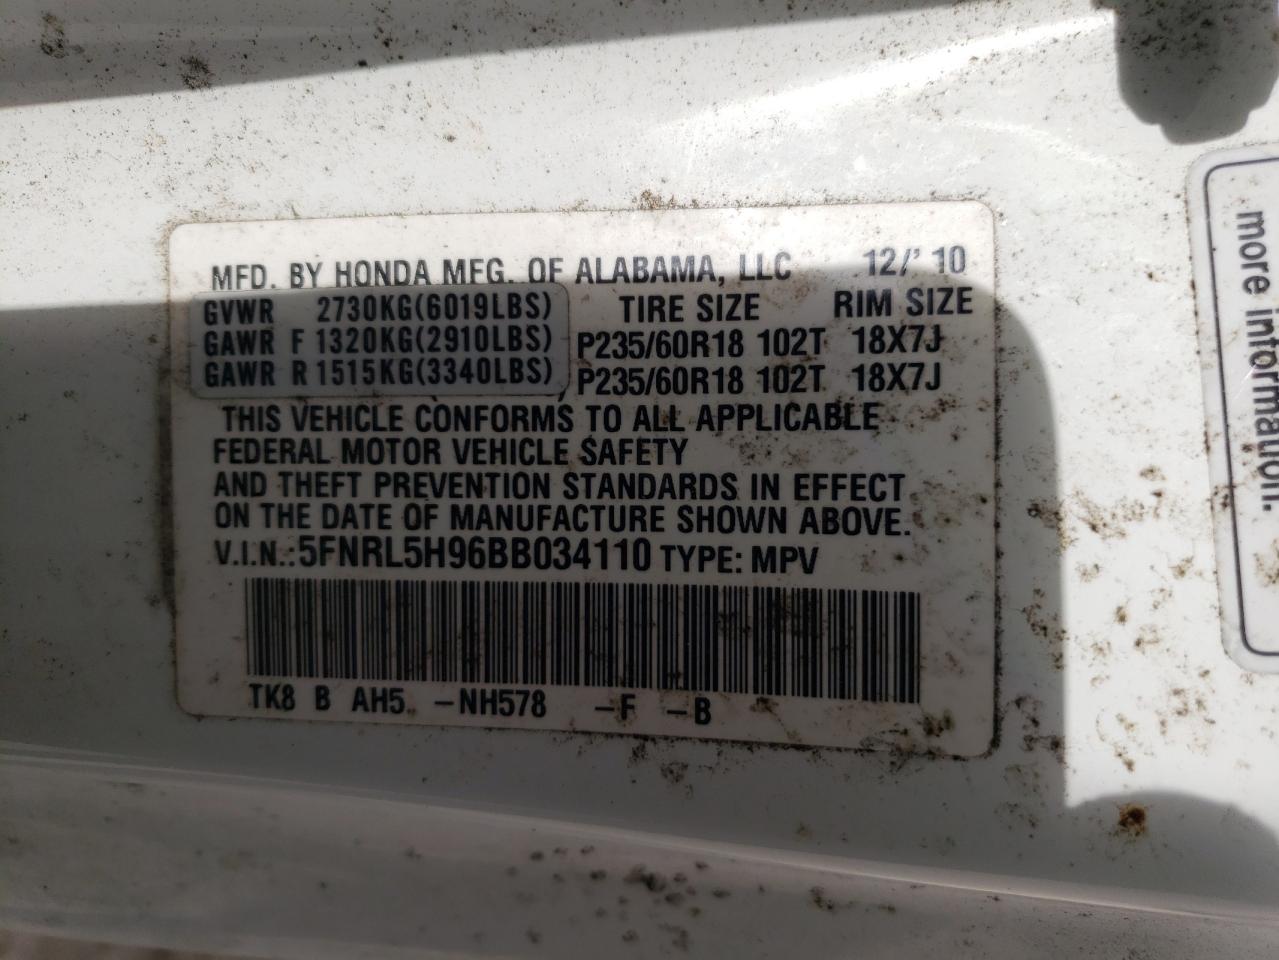 MFD. BY HONDA MFG. OF ALABAMA, LLC 12/' 10
GVWR 2730KG(6019LBS) TIRE SIZE RIM SIZE
GAWR F 1320KG(2910LBS) P235/60R18 102T 18X7J
GAWR R 1515KG(3340LBS) P235/60R18 102T 18X7J
THIS VEHICLE CONFORMS TO ALL APPLICABLE
FEDERAL MOTOR VEHICLE SAFETY
AND THEFT PREVENTION STANDARDS IN EFFECT
ON THE DATE OF MANUFACTURE SHOWN ABOVE.
V.I.N.: 5FNRL5H96BB034110 TYPE: MPV
TK8 B AH5 -NH578 -F -B
more information.